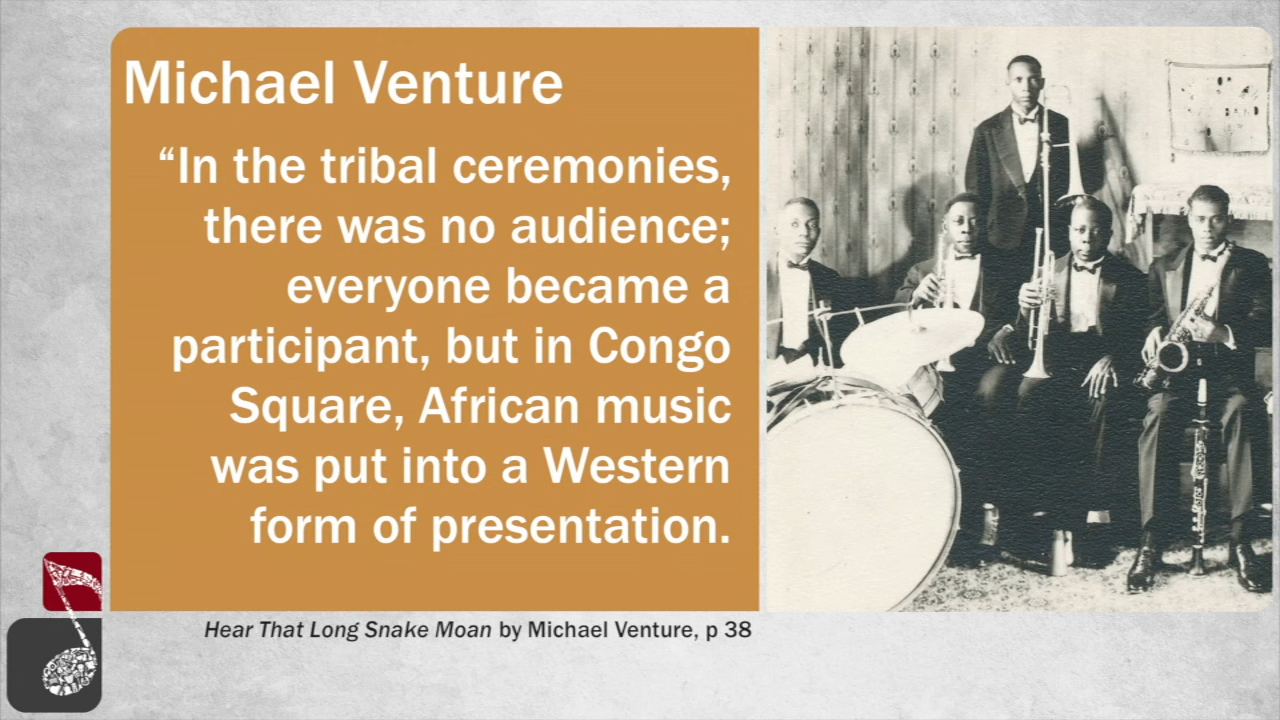 Michael Venture
“In the tribal ceremonies,
there was no audience;
everyone became a
participant, but in Congo
Square, African music
was put into a Western
form of presentation.
Hear That Long Snake Moan by Michael Venture, p 38